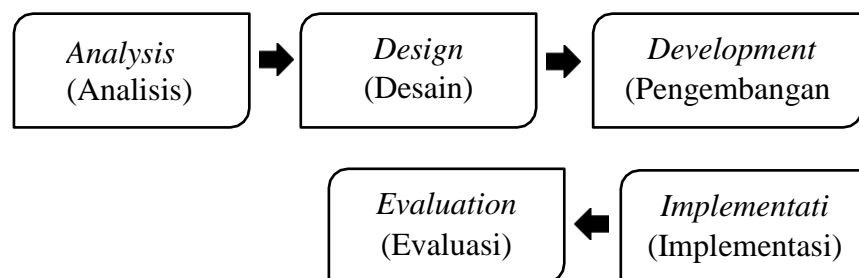 Analysis
(Analisis)
Design
(Desain)
Development
(Pengembangan
Implementati
(Implementasi)
Evaluation
(Evaluasi)